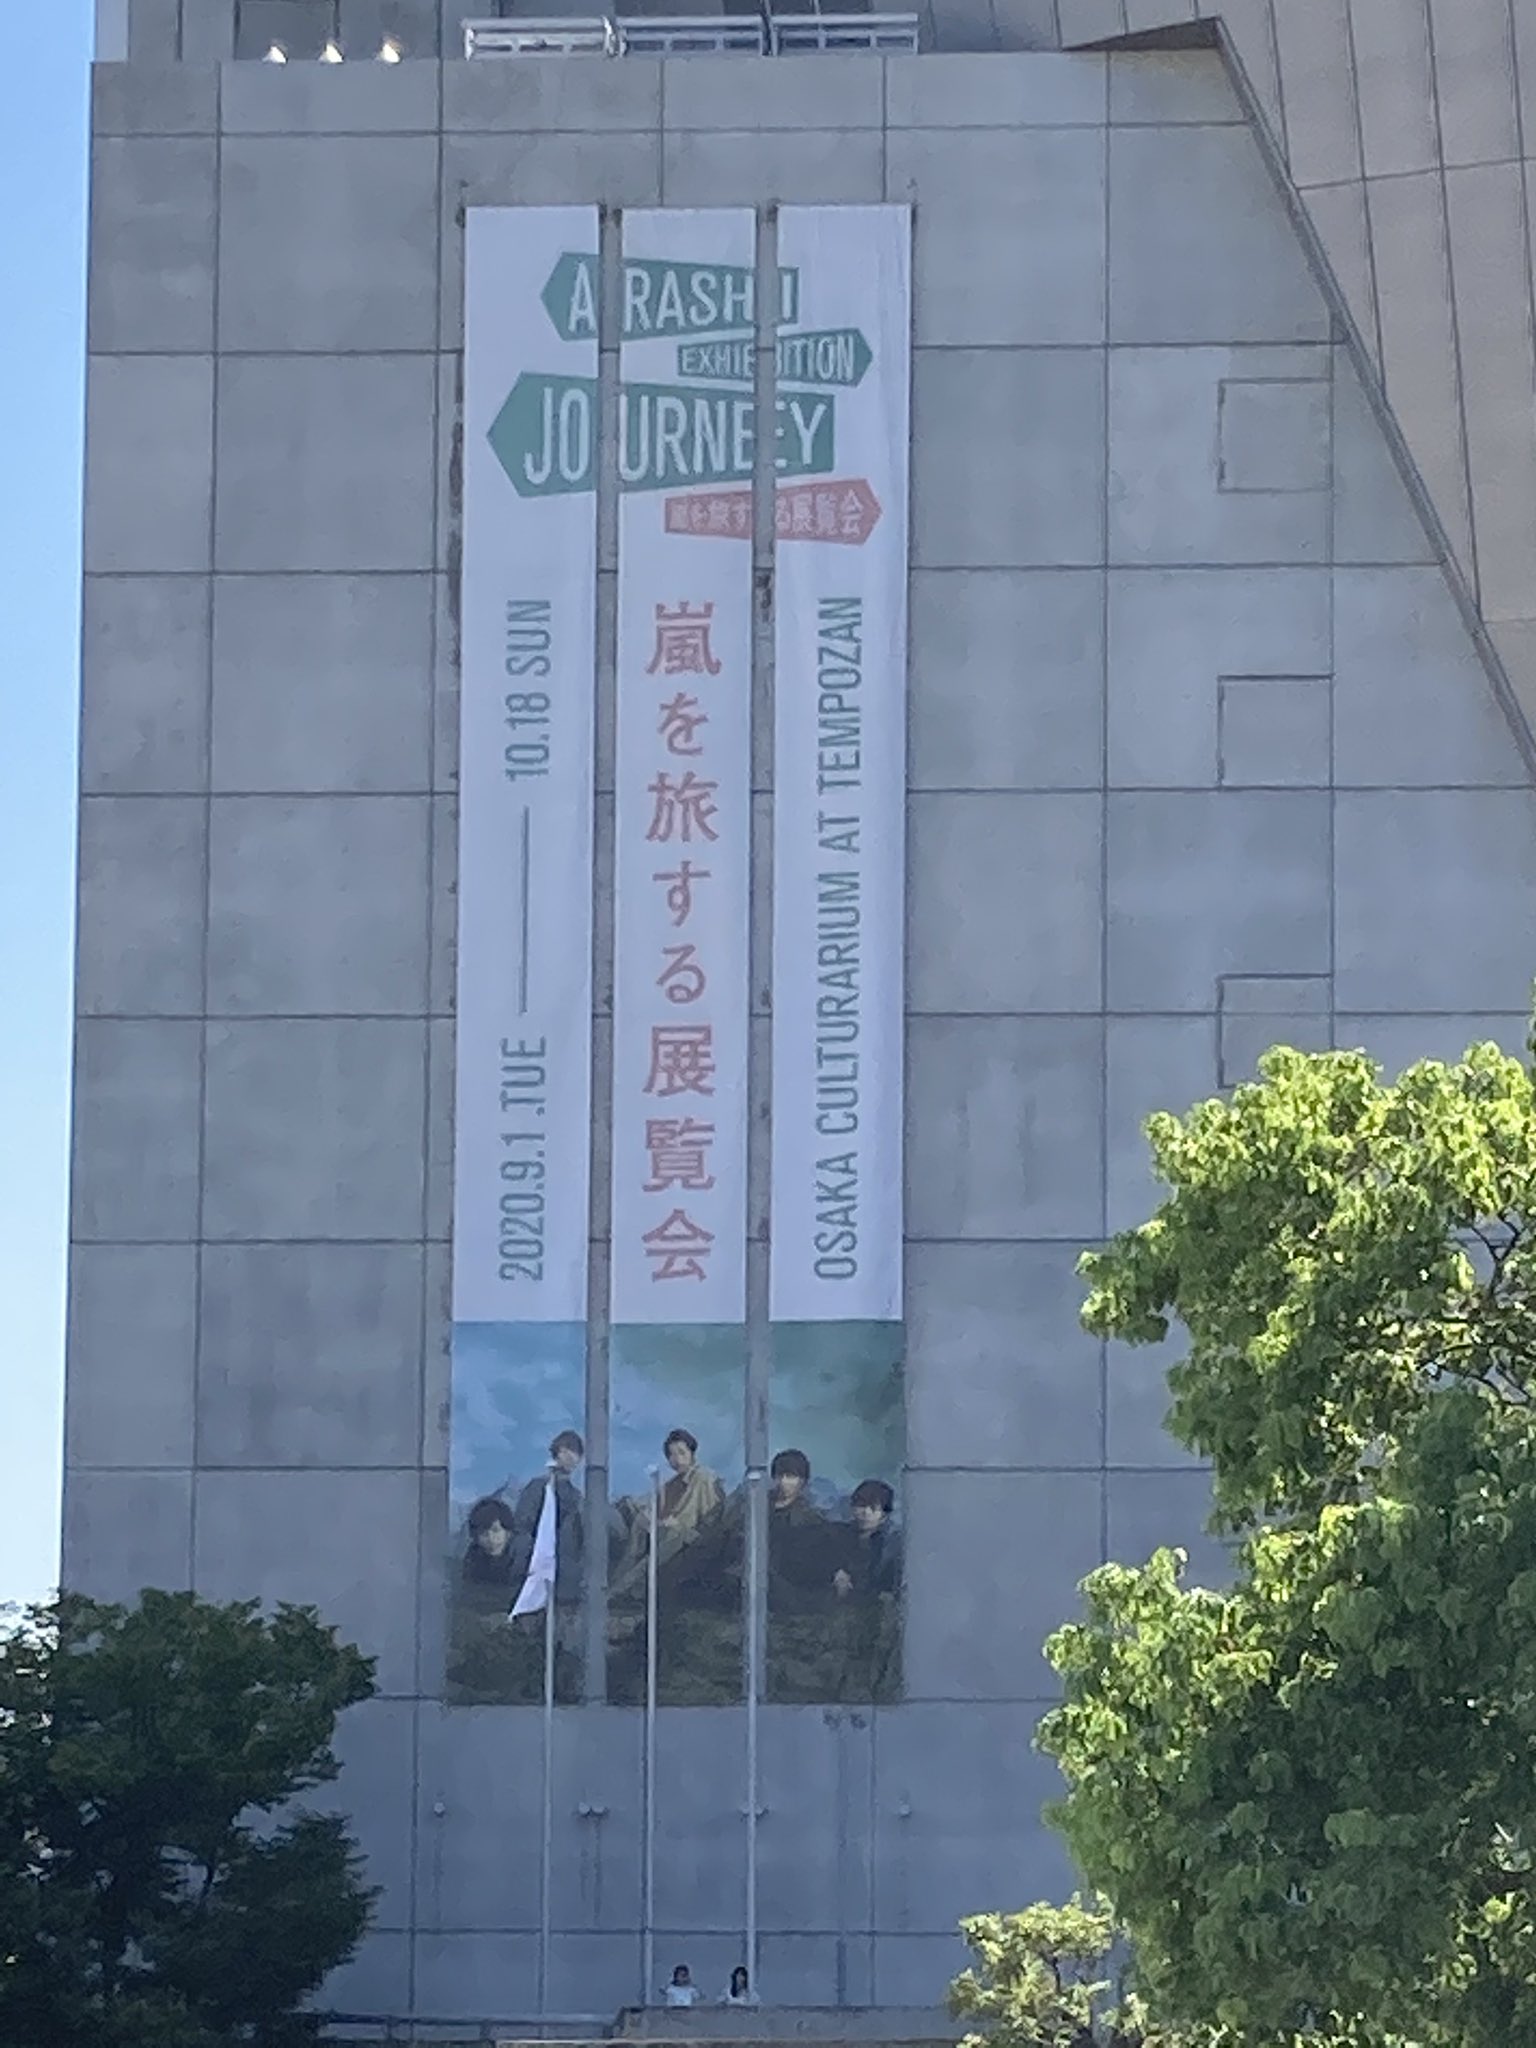 ARASHI
EXHIBITION
JOURNEY
嵐を旅する展覧会
2020.9.1.TUE — 10.18 SUN
嵐を旅する展覧会
OSAKA CULTURARIUM AT TEMPOZAN